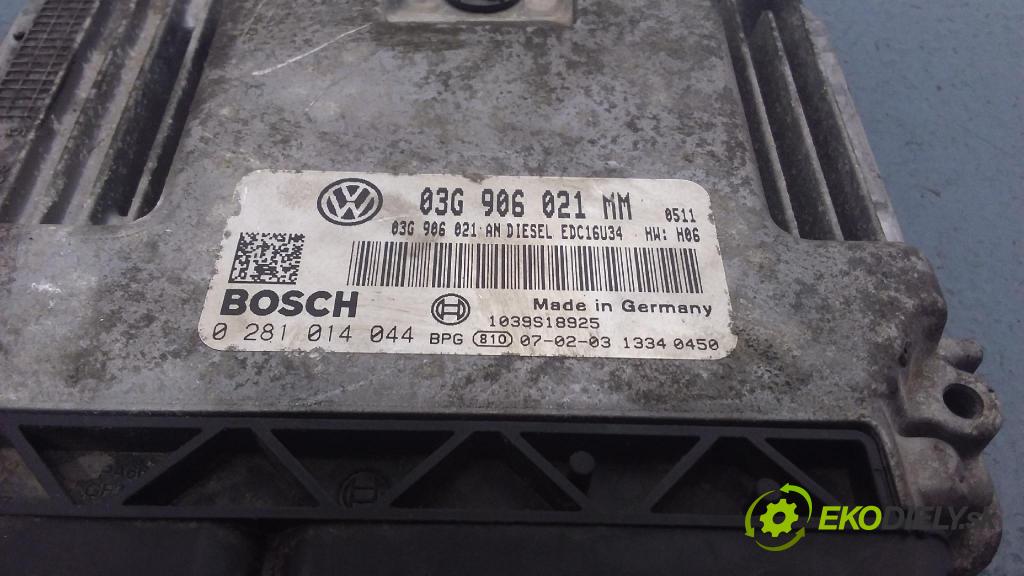 03G 906 021 MM 0511
03G 906 021 AN DIESEL EDC16U34 HW: H06
BOSCH Made in Germany
1039S18925
0 281 014 044 BPG 810 07-02-03 1334 0450
EKODIELY.sk